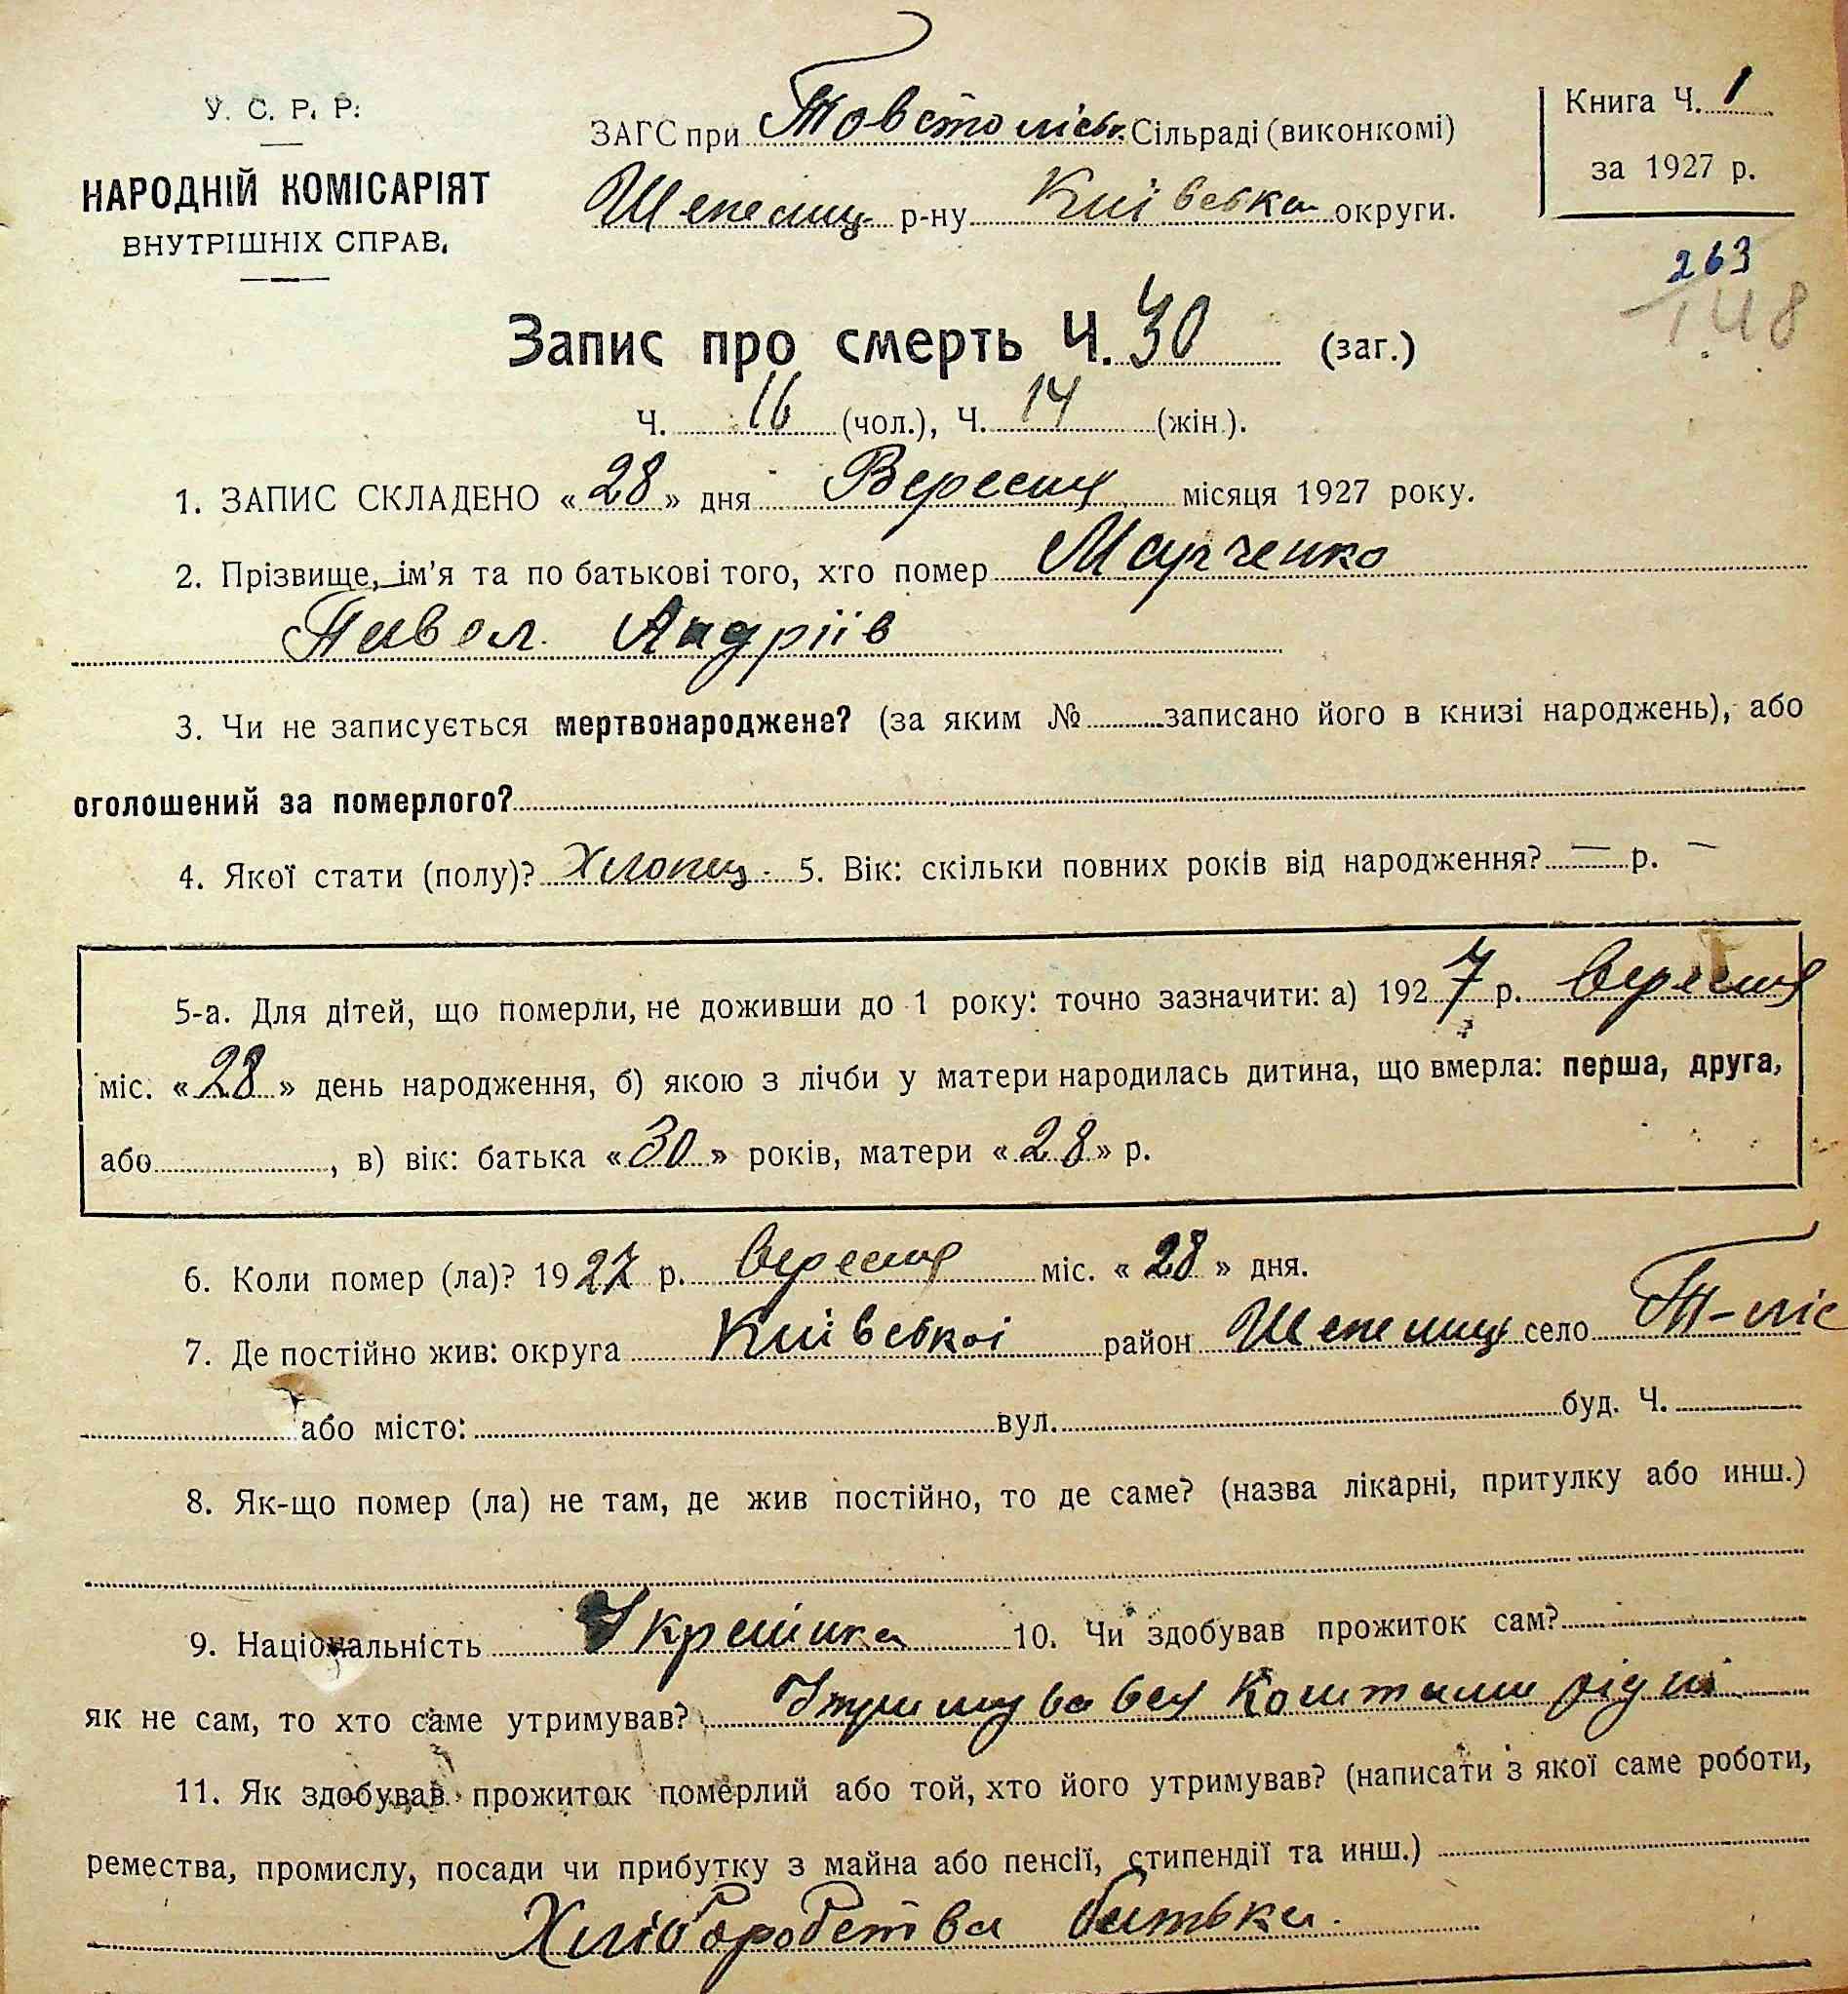 У. С. Р. Р.
НАРОДНІЙ КОМІСАРІЯТ
ВНУТРІШНІХ СПРАВ.
ЗАГС при Товстоліськ. Сільраді (виконкомі)
Шепелиц р-ну Київська округи.
Книга Ч. 1
за 1927 р.
263
148
Запис про смерть Ч. 30 (заг.)
Ч. 16 (чол.), Ч. 14 (жін.).
1. ЗАПИС СКЛАДЕНО « 28 » дня Вересня місяця 1927 року.
2. Прізвище, ім'я та по батькові того, хто помер Марченко
Павел Андріїв
3. Чи не записується мертвонароджене? (за яким № записано його в книзі народжень), або
оголошений за померлого?
4. Якої стати (полу)? Хлопец 5. Вік: скільки повних років від народження? — р. —
5-а. Для дітей, що померли, не доживши до 1 року: точно зазначити: а) 1927 р. Вересня
міс. « 28 » день народження, б) якою з лічби у матери народилась дитина, що вмерла: перша, друга,
або , в) вік: батька « 30 » років, матери « 28 » р.
6. Коли помер (ла)? 1927 р. Вересня міс. « 28 » дня.
7. Де постійно жив: округа Київської район Шепелиц село Т-ліс
або місто: вул. буд. Ч.
8. Як-що помер (ла) не там, де жив постійно, то де саме? (назва лікарні, притулку або инш.)
9. Національність Украінка 10. Чи здобував прожиток сам?
як не сам, то хто саме утримував? Утримувався Коштами рідні
11. Як здобував прожиток померлий або той, хто його утримував? (написати з якої саме роботи,
ремества, промислу, посади чи прибутку з майна або пенсії, стипендії та инш.)
Хліборобства батька.